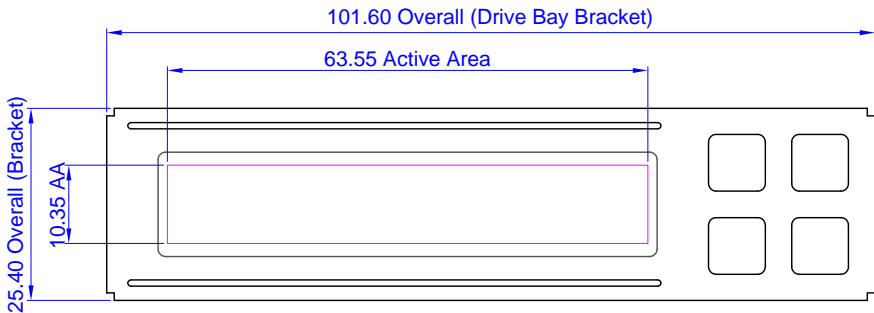 101.60 Overall (Drive Bay Bracket)
63.55 Active Area
25.40 Overall (Bracket)
10.35 AA